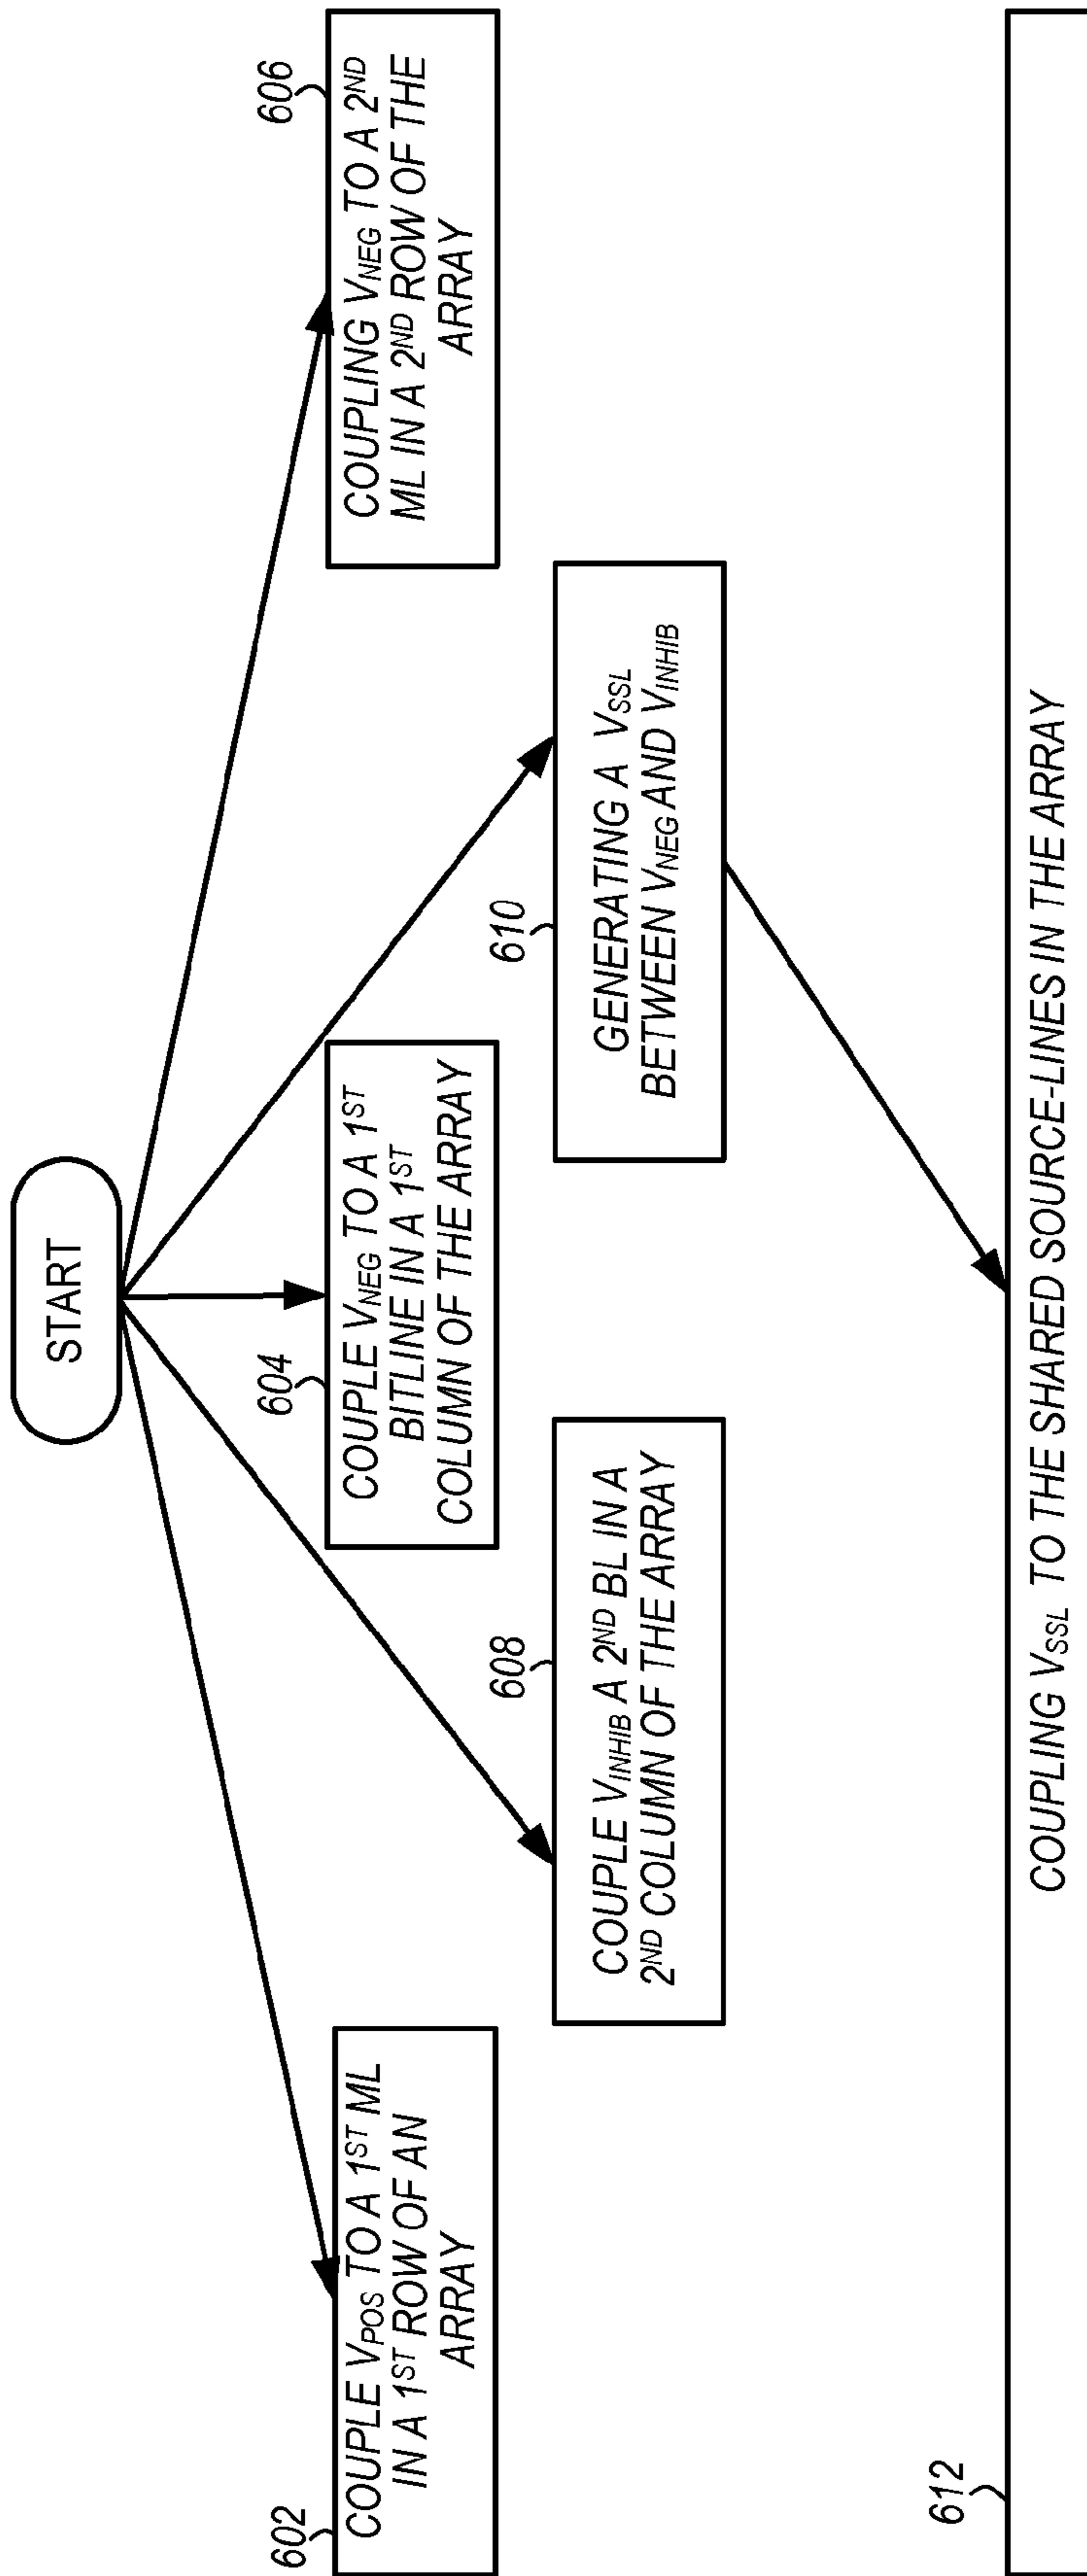 START
602
COUPLE VPOS TO A 1ST ML
IN A 1ST ROW OF AN
ARRAY
604
COUPLE VNEG TO A 1ST
BITLINE IN A 1ST
COLUMN OF THE ARRAY
606
COUPLING VNEG TO A 2ND
ML IN A 2ND ROW OF THE
ARRAY
608
COUPLE VINHIB A 2ND BL IN A
2ND COLUMN OF THE ARRAY
610
GENERATING A VSSL
BETWEEN VNEG AND VINHIB
612
COUPLING VSSL TO THE SHARED SOURCE-LINES IN THE ARRAY